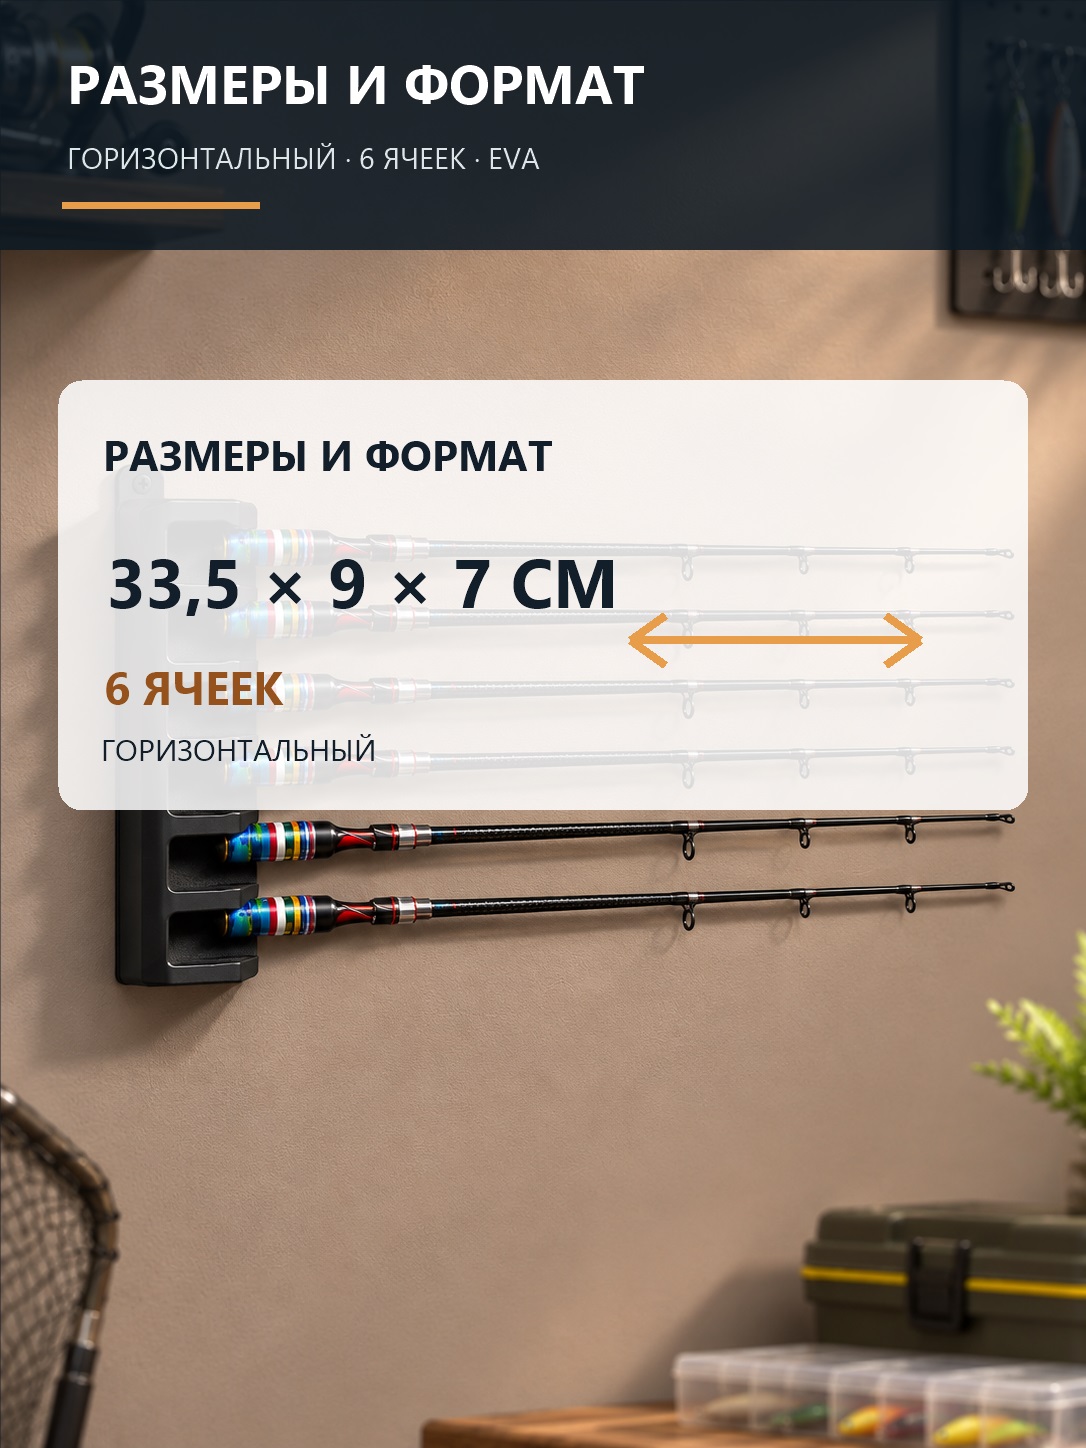 РАЗМЕРЫ И ФОРМАТ
ГОРИЗОНТАЛЬНЫЙ · 6 ЯЧЕЕК · EVA
РАЗМЕРЫ И ФОРМАТ
33,5 × 9 × 7 СМ
6 ЯЧЕЕК
ГОРИЗОНТАЛЬНЫЙ